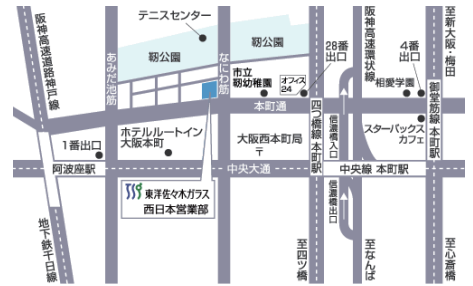 阪神高速道路神戸線
テニスセンター
靭公園
あみだ池筋
なにわ筋
靭公園
28番
出口
阪神高速環状線
至新大阪・梅田
4番
出口
市立
靭幼稚園
オフィス
24
相愛学園
御堂筋線 本町駅
本町通
四つ橋線 本町駅
信濃橋入口
スターバックス
カフェ
1番出口
ホテルルートイン
大阪本町
大阪西本町局
〒
阿波座駅
中央大通
中央線 本町駅
東洋佐々木ガラス
西日本営業部
信濃橋出口
地下鉄千日線
至四ツ橋
至なんば
至心斎橋